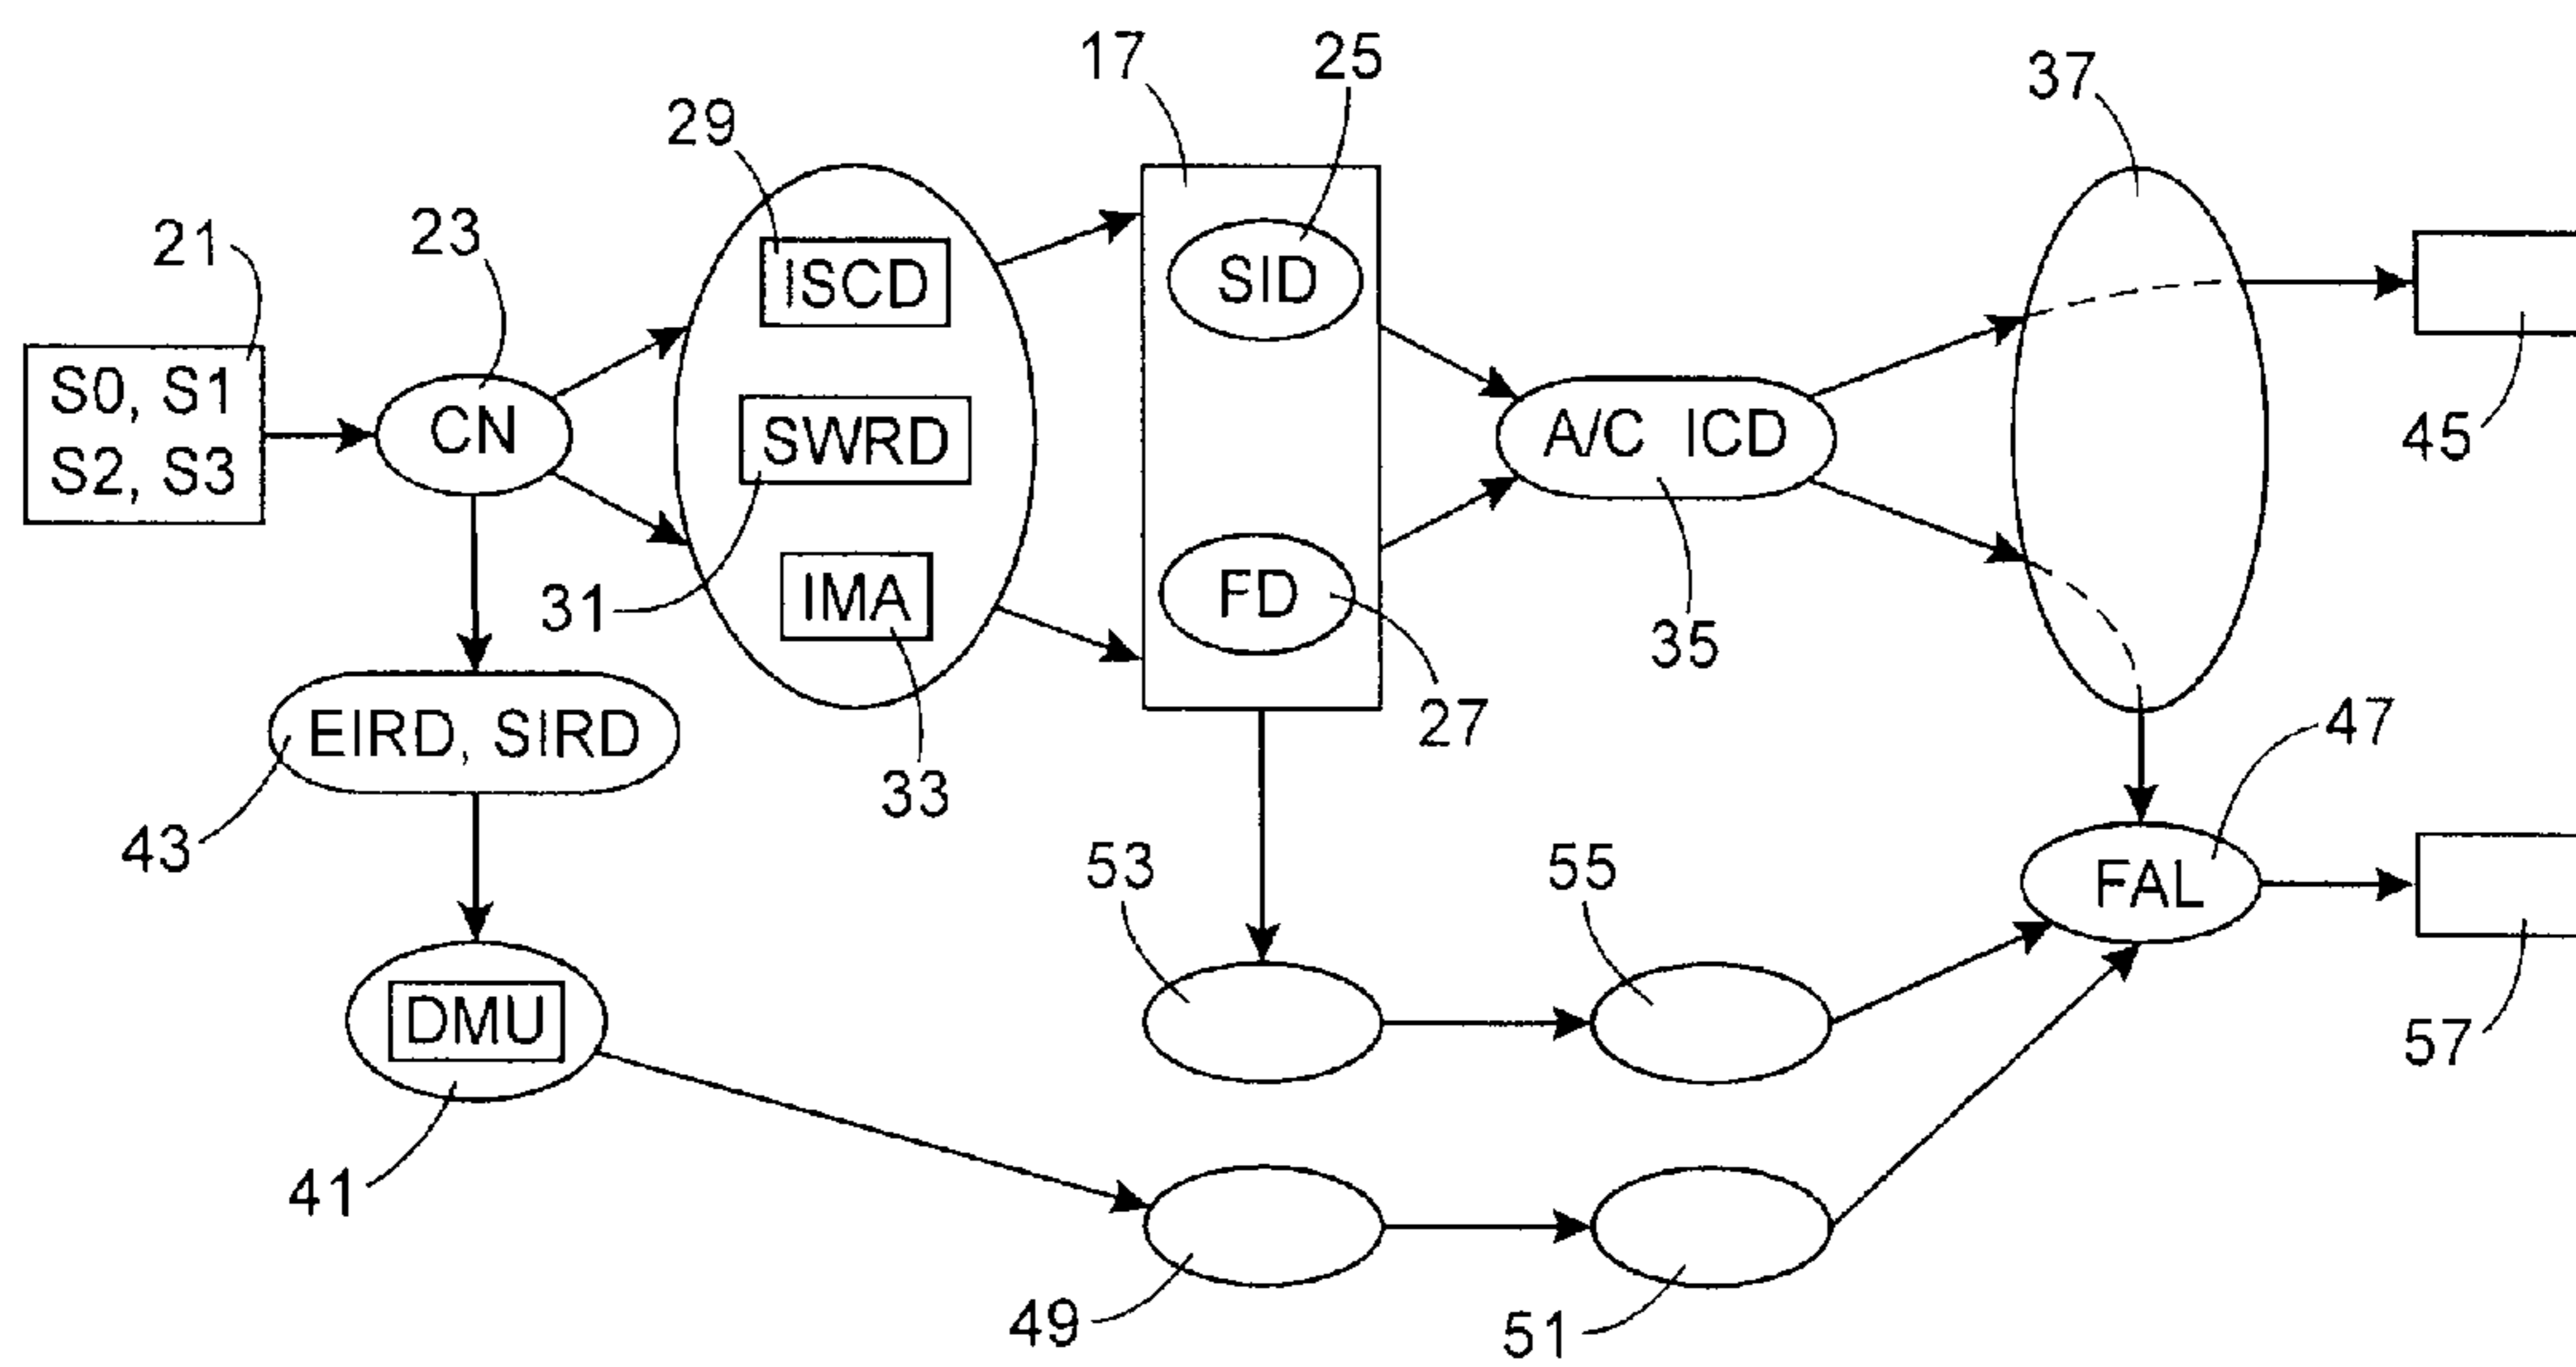 17
25
37
29
21
23
ISCD
SID
S0, S1
S2, S3
CN
SWRD
A/C ICD
45
31
IMA
FD
35
EIRD, SIRD
33
27
47
43
53
55
FAL
DMU
57
41
49
51